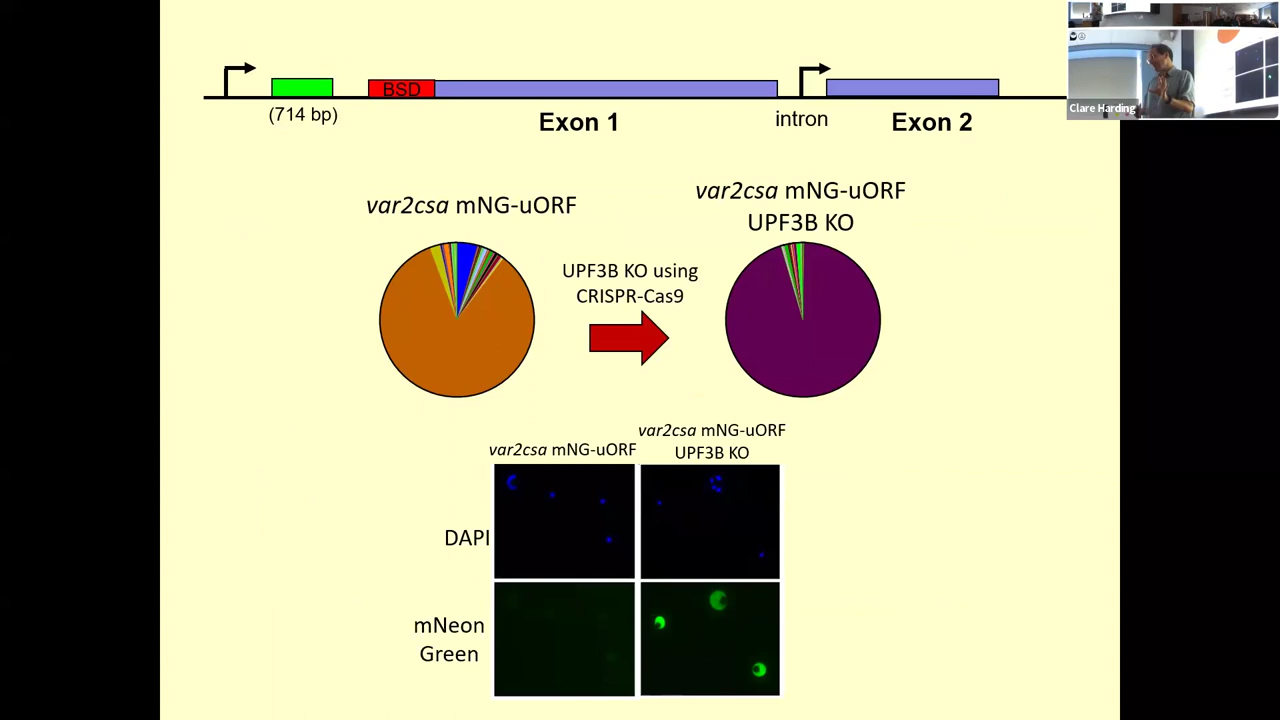 BSD
(714 bp)
Exon 1
intron
Exon 2
Clare Harding
var2csa mNG-uORF
var2csa mNG-uORF
UPF3B KO
UPF3B KO using
CRISPR-Cas9
var2csa mNG-uORF
var2csa mNG-uORF
UPF3B KO
DAPI
mNeon
Green